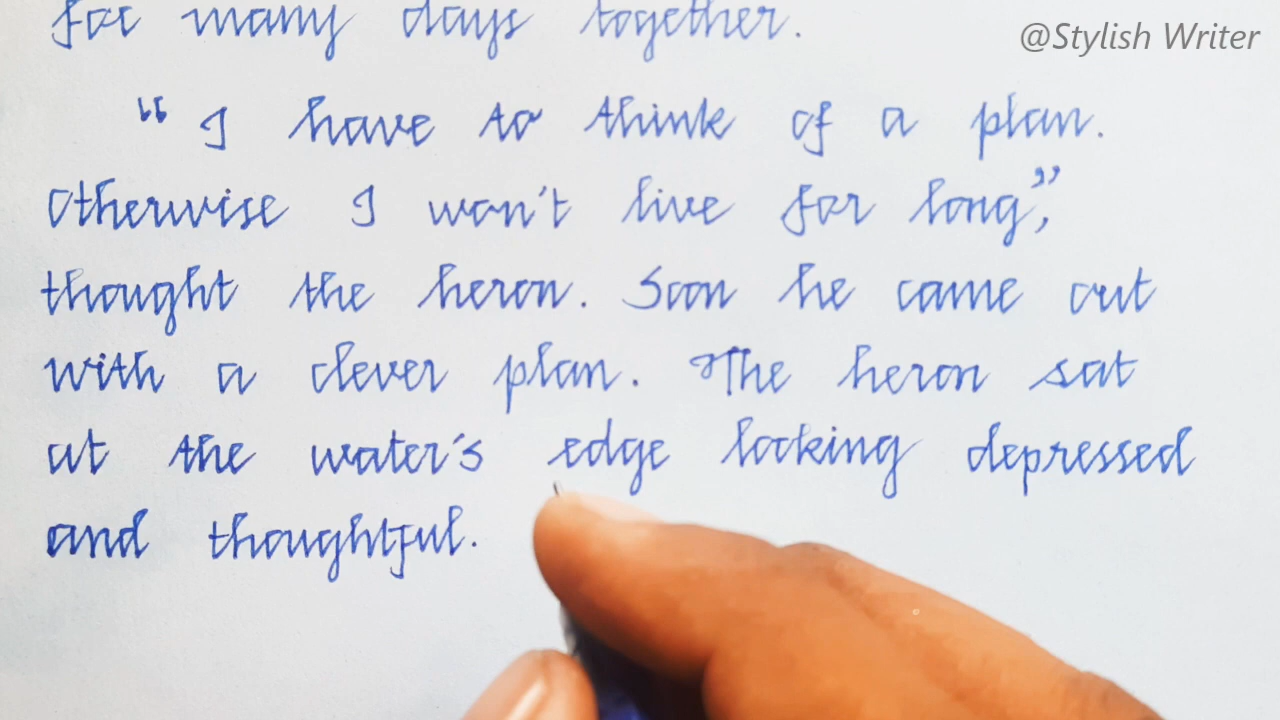 for many days together.
@Stylish Writer
“ I have to think of a plan.
Otherwise I won't live for long”,
thought the heron. Soon he came out
with a clever plan. The heron sat
at the water's edge looking depressed
and thoughtful.